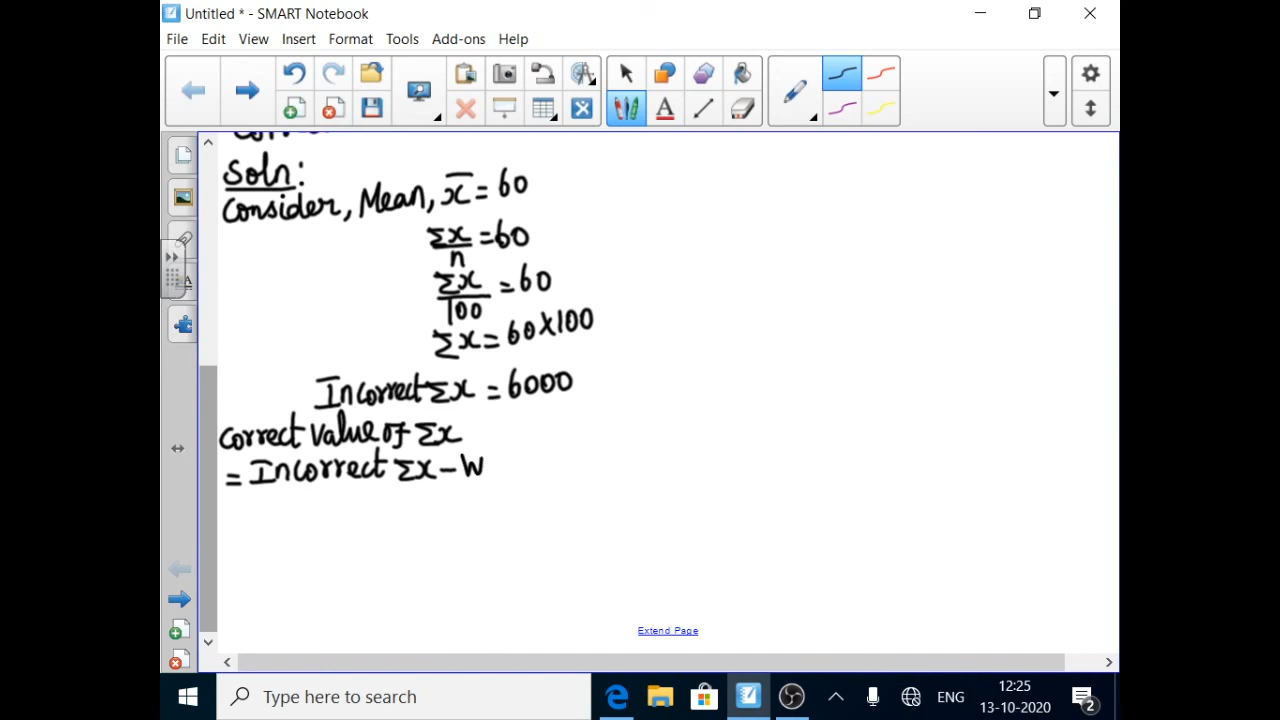 Untitled * - SMART Notebook
File Edit View Insert Format Tools Add-ons Help
Soln:
Consider, Mean, x̄ = 60
Σx/n = 60
Σx/100 = 60
Σx = 60 X 100
Incorrect Σx = 6000
Correct Value of Σx
= Incorrect Σx - W
Extend Page
Type here to search
ENG
12:25
13-10-2020
2